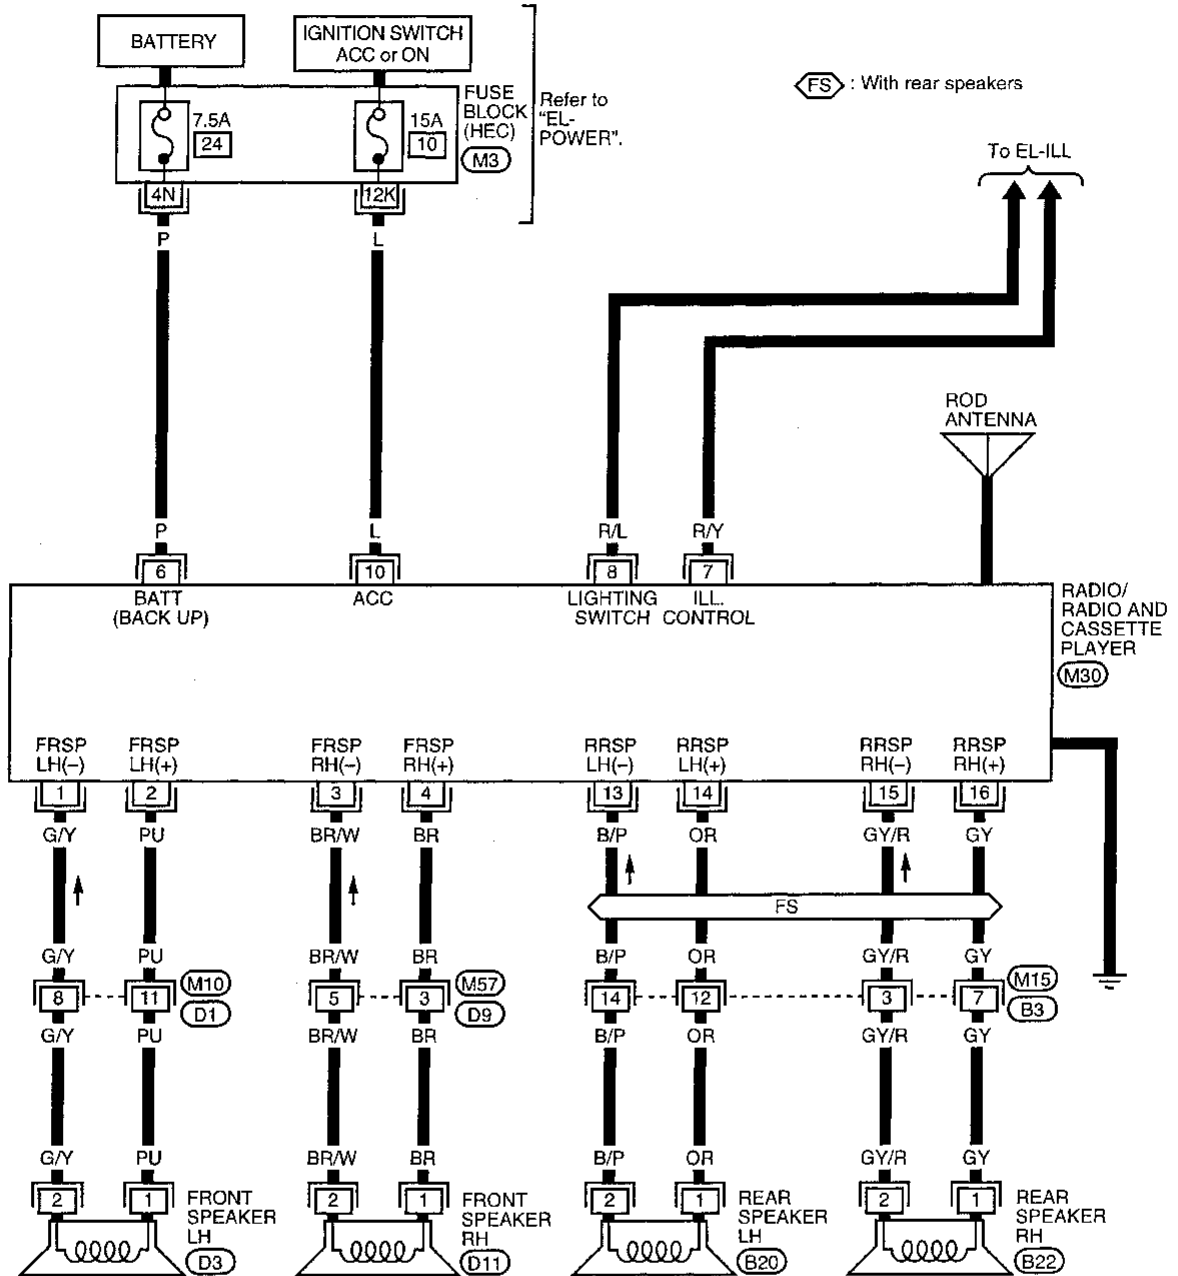 BATTERY
IGNITION SWITCH
ACC or ON
FS : With rear speakers
7.5A
24
15A
10
FUSE
BLOCK
(HEC)
M3
Refer to
"EL-
POWER".
To EL-ILL
4N
12K
P
L
ROD
ANTENNA
P
L
R/L
R/Y
6
10
8
7
BATT
(BACK UP)
ACC
LIGHTING
SWITCH
ILL.
CONTROL
RADIO/
RADIO AND
CASSETTE
PLAYER
M30
FRSP
LH(–)
FRSP
LH(+)
FRSP
RH(–)
FRSP
RH(+)
RRSP
LH(–)
RRSP
LH(+)
RRSP
RH(–)
RRSP
RH(+)
1
2
3
4
13
14
15
16
G/Y
PU
BR/W
BR
B/P
OR
GY/R
GY
FS
G/Y
PU
BR/W
BR
B/P
OR
GY/R
GY
8
11
M10
D1
5
3
M57
D9
14
12
3
7
M15
B3
G/Y
PU
BR/W
BR
B/P
OR
GY/R
GY
G/Y
PU
BR/W
BR
B/P
OR
GY/R
GY
2
1
FRONT
SPEAKER
LH
D3
2
1
FRONT
SPEAKER
RH
D11
2
1
REAR
SPEAKER
LH
B20
2
1
REAR
SPEAKER
RH
B22